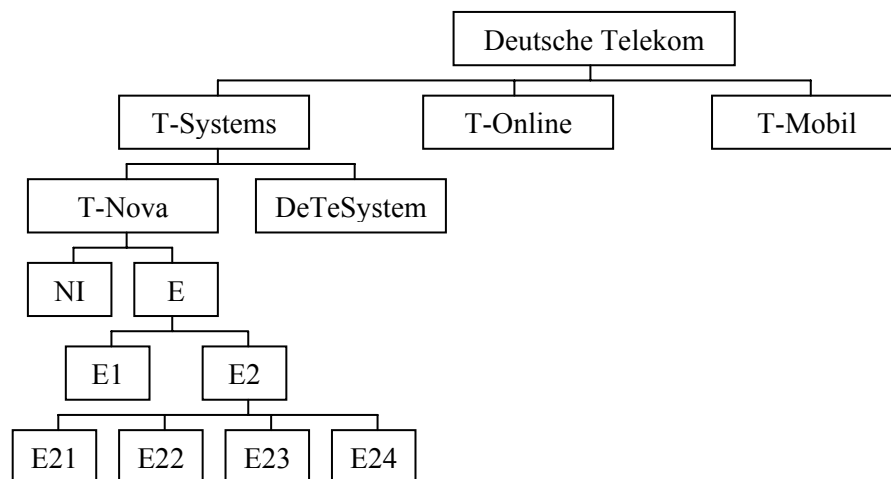 Deutsche Telekom
T-Systems
T-Online
T-Mobil
T-Nova
DeTeSystem
NI
E
E1
E2
E21
E22
E23
E24